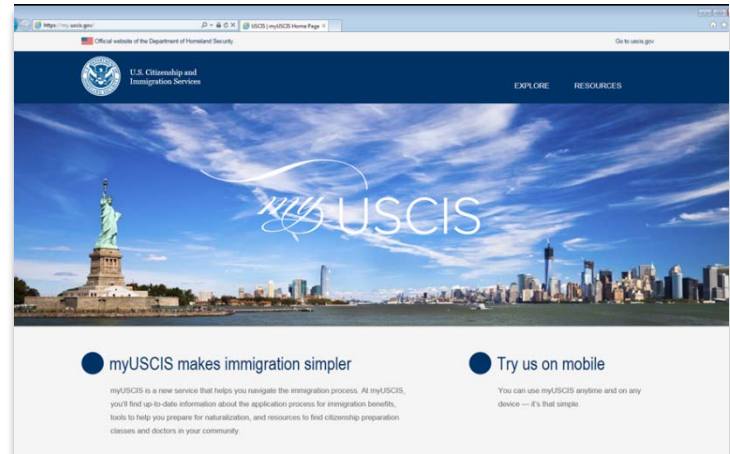 https://my.uscis.gov/
USCIS | myUSCIS Home Page
Official website of the Department of Homeland Security
Go to uscis.gov
U.S. Citizenship and
Immigration Services
EXPLORE RESOURCES
my USCIS
myUSCIS makes immigration simpler
myUSCIS is a new service that helps you navigate the immigration process. At myUSCIS,
you'll find up-to-date information about the application process for immigration benefits,
tools to help you prepare for naturalization, and resources to find citizenship preparation
classes and doctors in your community.
Try us on mobile
You can use myUSCIS anytime and on any
device — it's that simple.